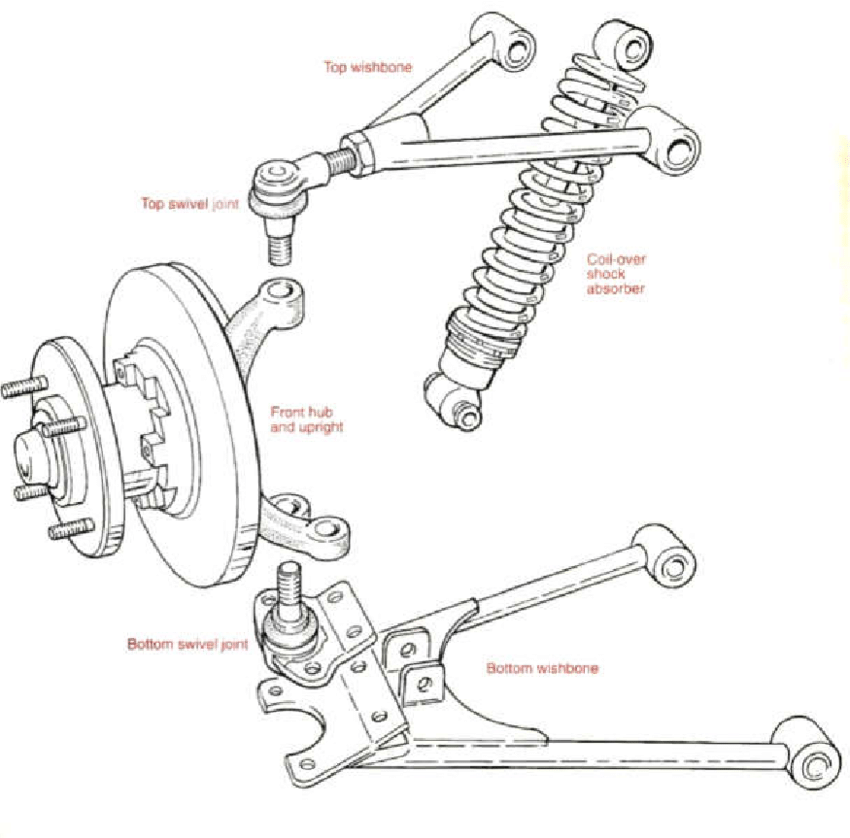 Top wishbone
Top swivel joint
Coil-over
shock
absorber
Front hub
and upright
Bottom swivel joint
Bottom wishbone